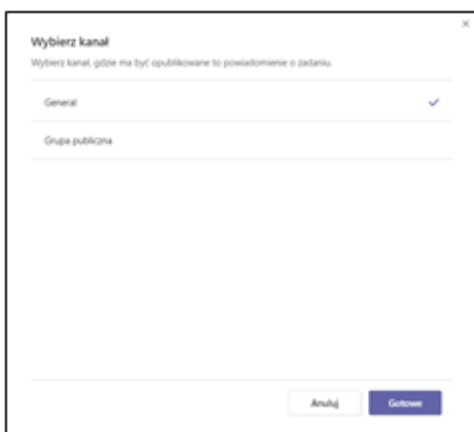 Wybierz kanał
Wybierz kanał, gdzie ma być opublikowane to powiadomienie o zadaniu.
General
Grupa publiczna
Anuluj
Gotowe